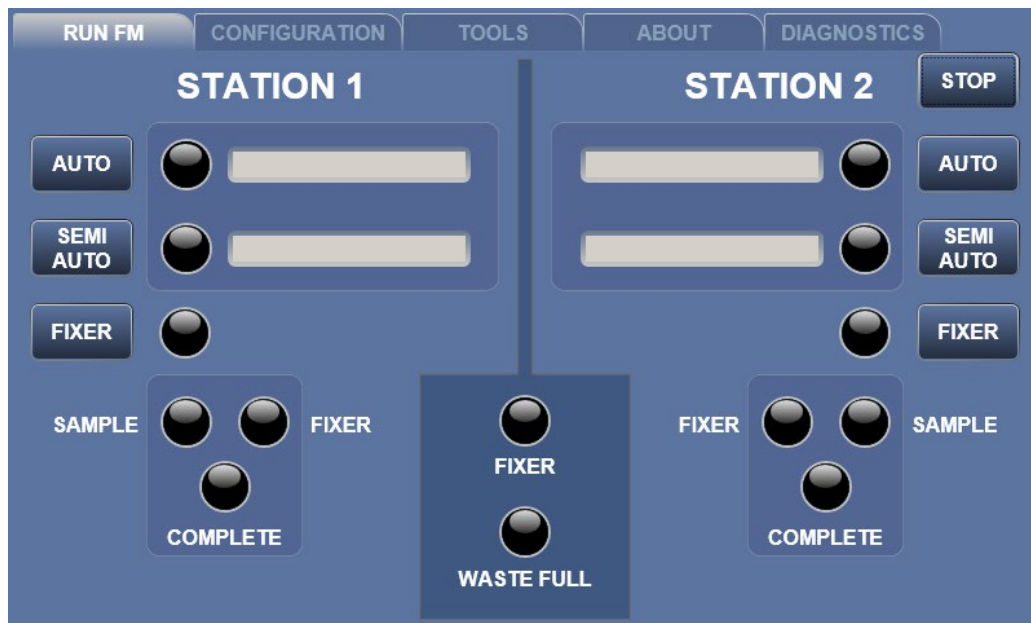 RUN FM
CONFIGURATION
TOOLS
ABOUT
DIAGNOSTICS
STATION 1
STATION 2
STOP
AUTO
AUTO
SEMI
AUTO
SEMI
AUTO
FIXER
FIXER
SAMPLE
FIXER
FIXER
SAMPLE
FIXER
COMPLETE
COMPLETE
WASTE FULL